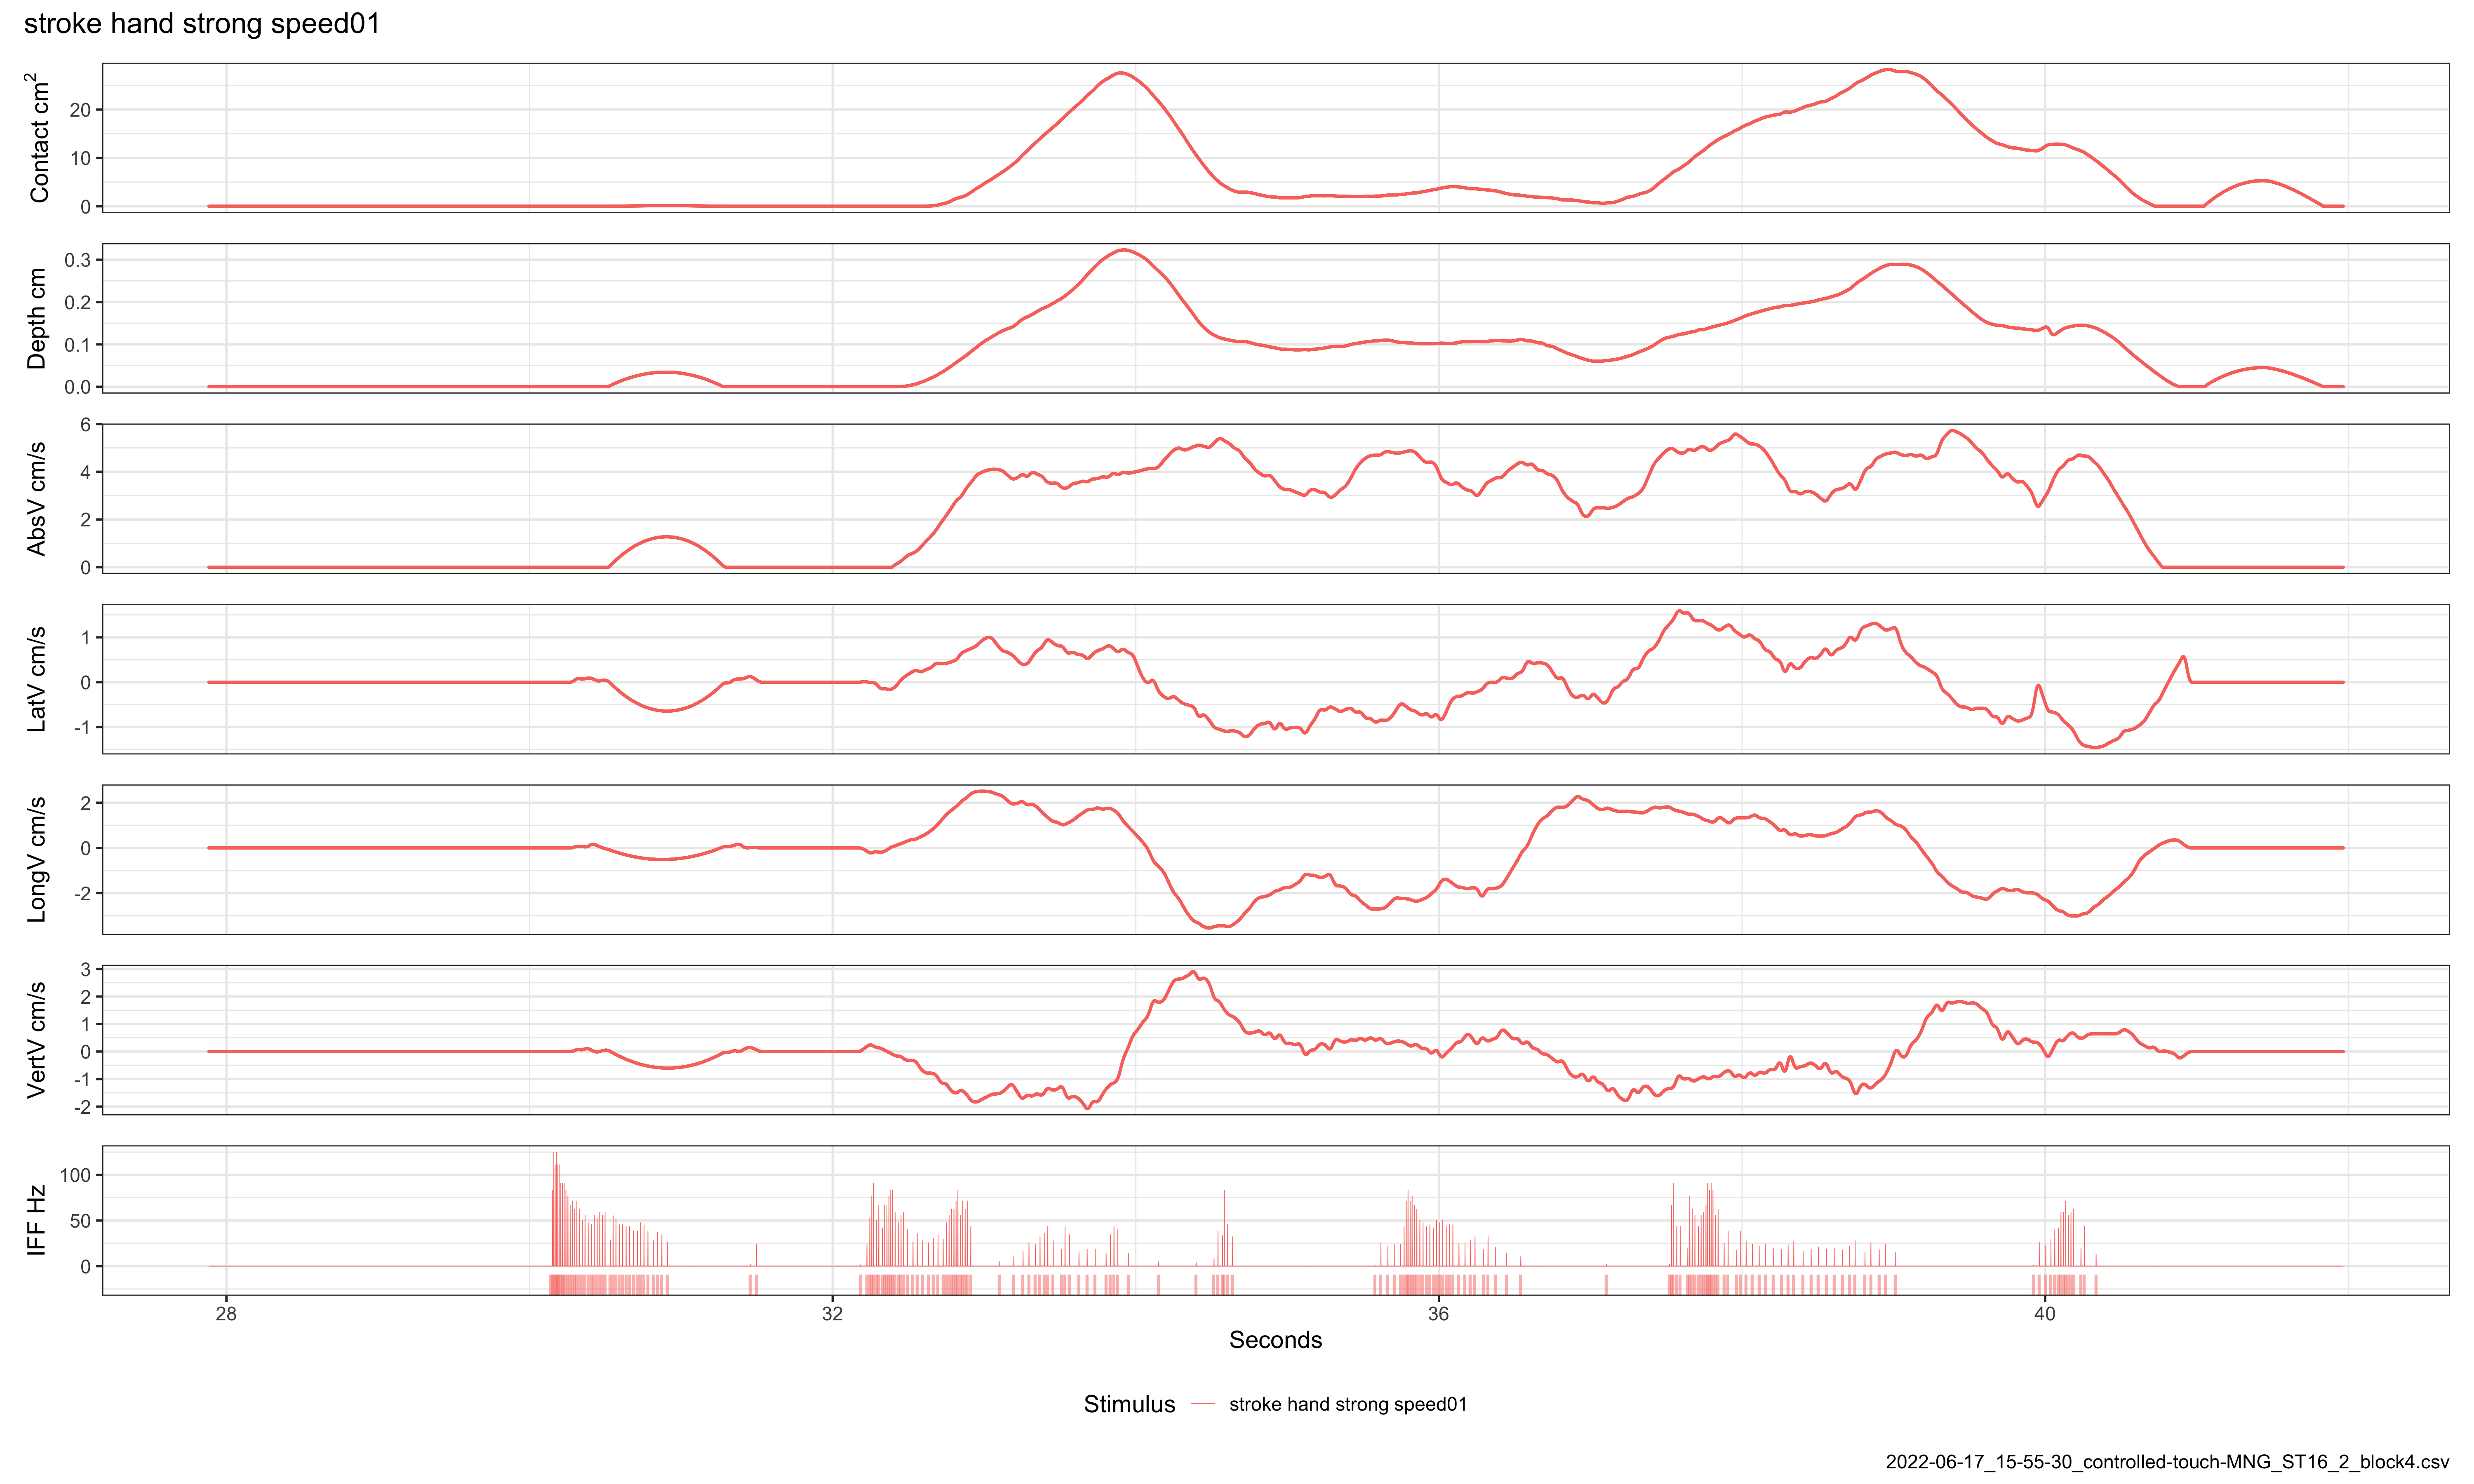 stroke hand strong speed01
Contact cm²
20
10
0
Depth cm
0.3
0.2
0.1
0.0
AbsV cm/s
6
4
2
0
LatV cm/s
1
0
-1
LongV cm/s
2
0
-2
VertV cm/s
3
2
1
0
-1
-2
IFF Hz
100
50
0
28 32 36 40
Seconds
Stimulus stroke hand strong speed01
2022-06-17_15-55-30_controlled-touch-MNG_ST16_2_block4.csv